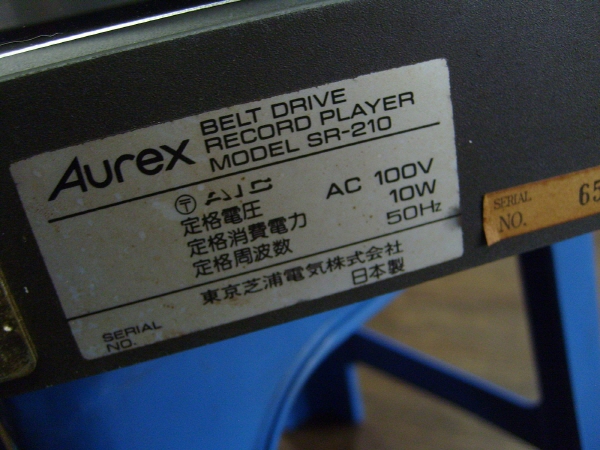 Aurex
BELT DRIVE
RECORD PLAYER
MODEL SR-210
〒
定格電圧 AC 100V
定格消費電力 10W
定格周波数 50Hz
東京芝浦電気株式会社
日本製
SERIAL
NO.
SERIAL
NO. 65